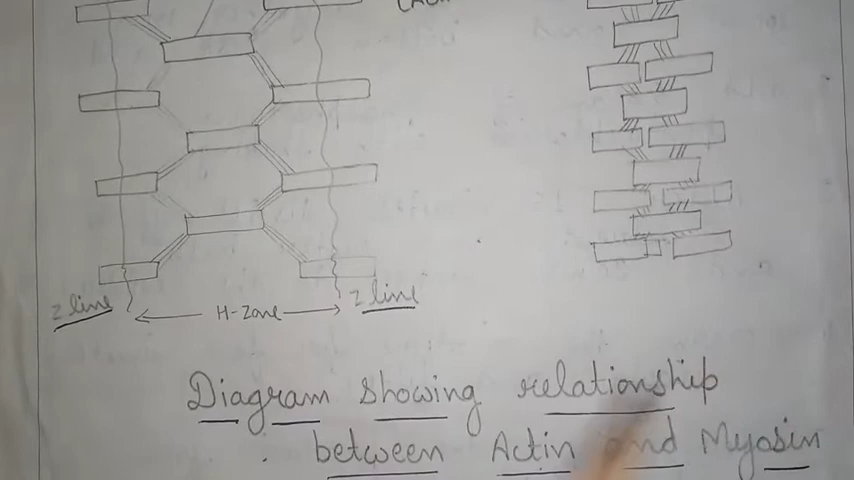 Z line
H-Zone
Z line
Diagram showing relationship
between Actin and Myosin